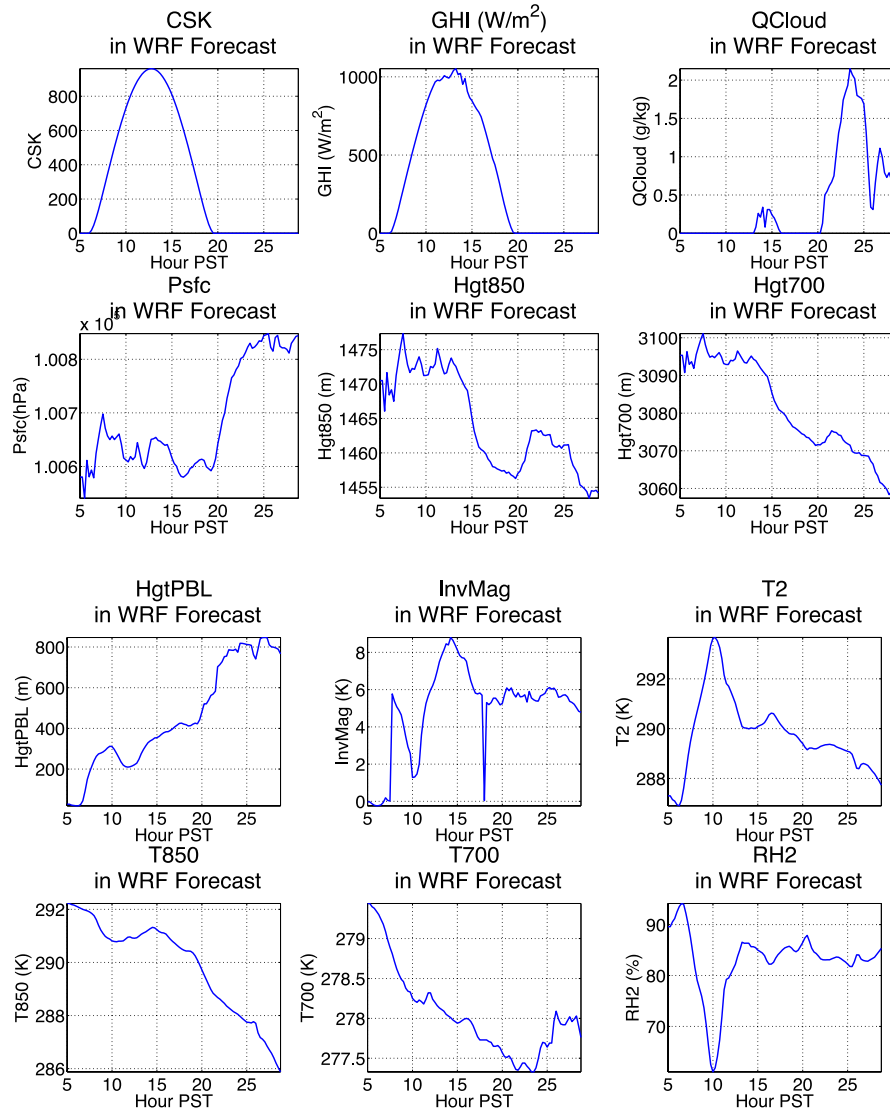 CSK
in WRF Forecast
CSK
800
600
400
200
0
5 10 15 20 25
Hour PST
GHI (W/m²)
in WRF Forecast
GHI (W/m²)
1000
500
0
5 10 15 20 25
Hour PST
QCloud
in WRF Forecast
QCloud (g/kg)
2
1.5
1
0.5
0
5 10 15 20 25
Hour PST
Psfc
in WRF Forecast
x 10⁵
Psfc(hPa)
1.008
1.007
1.006
5 10 15 20 25
Hour PST
Hgt850
in WRF Forecast
Hgt850 (m)
1475
1470
1465
1460
1455
5 10 15 20 25
Hour PST
Hgt700
in WRF Forecast
Hgt700 (m)
3100
3090
3080
3070
3060
5 10 15 20 25
Hour PST
HgtPBL
in WRF Forecast
HgtPBL (m)
800
600
400
200
5 10 15 20 25
Hour PST
InvMag
in WRF Forecast
InvMag (K)
8
6
4
2
0
5 10 15 20 25
Hour PST
T2
in WRF Forecast
T2 (K)
292
290
288
5 10 15 20 25
Hour PST
T850
in WRF Forecast
T850 (K)
292
290
288
286
5 10 15 20 25
Hour PST
T700
in WRF Forecast
T700 (K)
279
278.5
278
277.5
5 10 15 20 25
Hour PST
RH2
in WRF Forecast
RH2 (%)
90
80
70
5 10 15 20 25
Hour PST